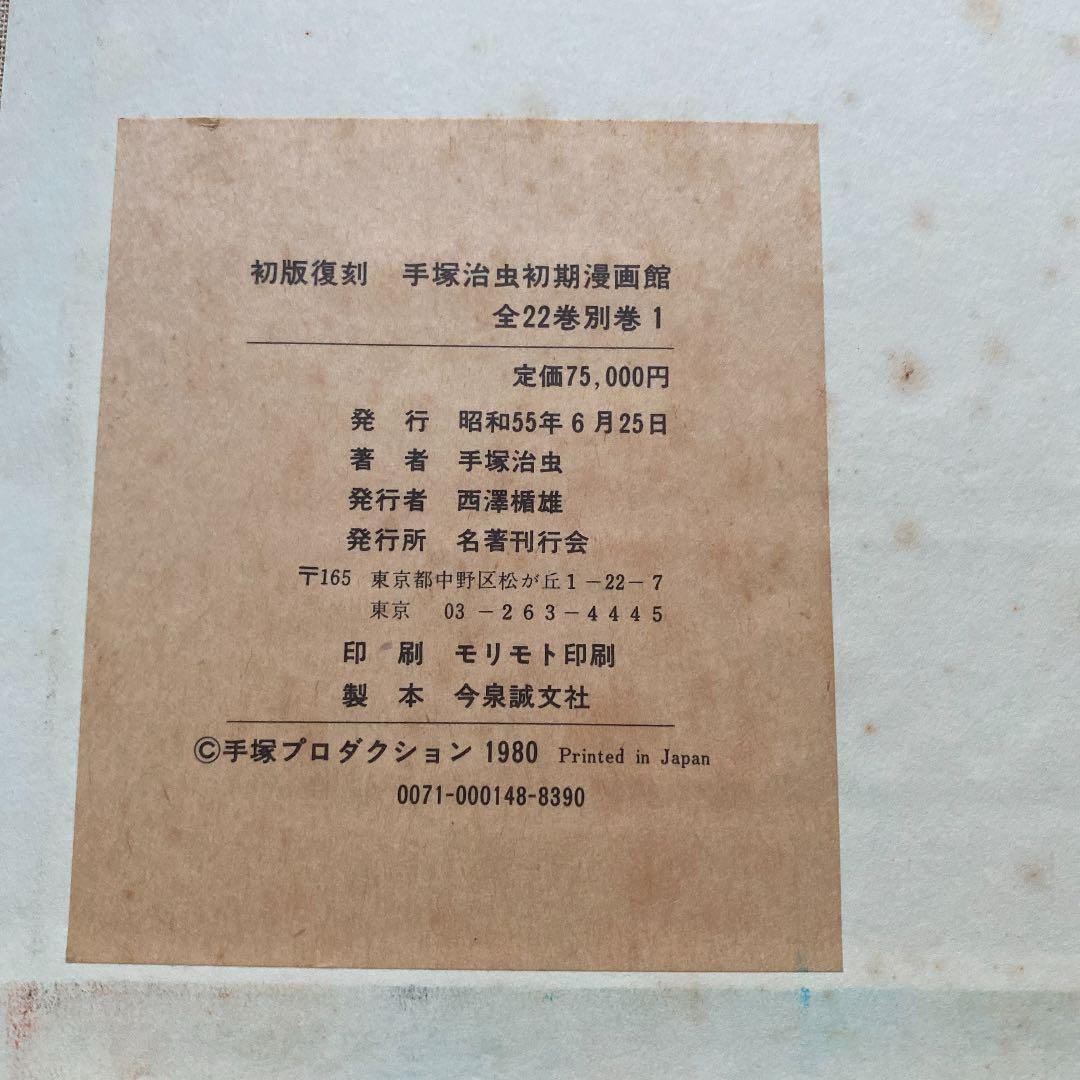 初版復刻 手塚治虫初期漫画館
全22巻別巻1
定価75,000円
発行 昭和55年6月25日
著者 手塚治虫
発行者 西澤楯雄
発行所 名著刊行会
〒165 東京都中野区松が丘1-22-7
東京 03-263-4445
印刷 モリモト印刷
製本 今泉誠文社
©手塚プロダクション 1980 Printed in Japan
0071-000148-8390